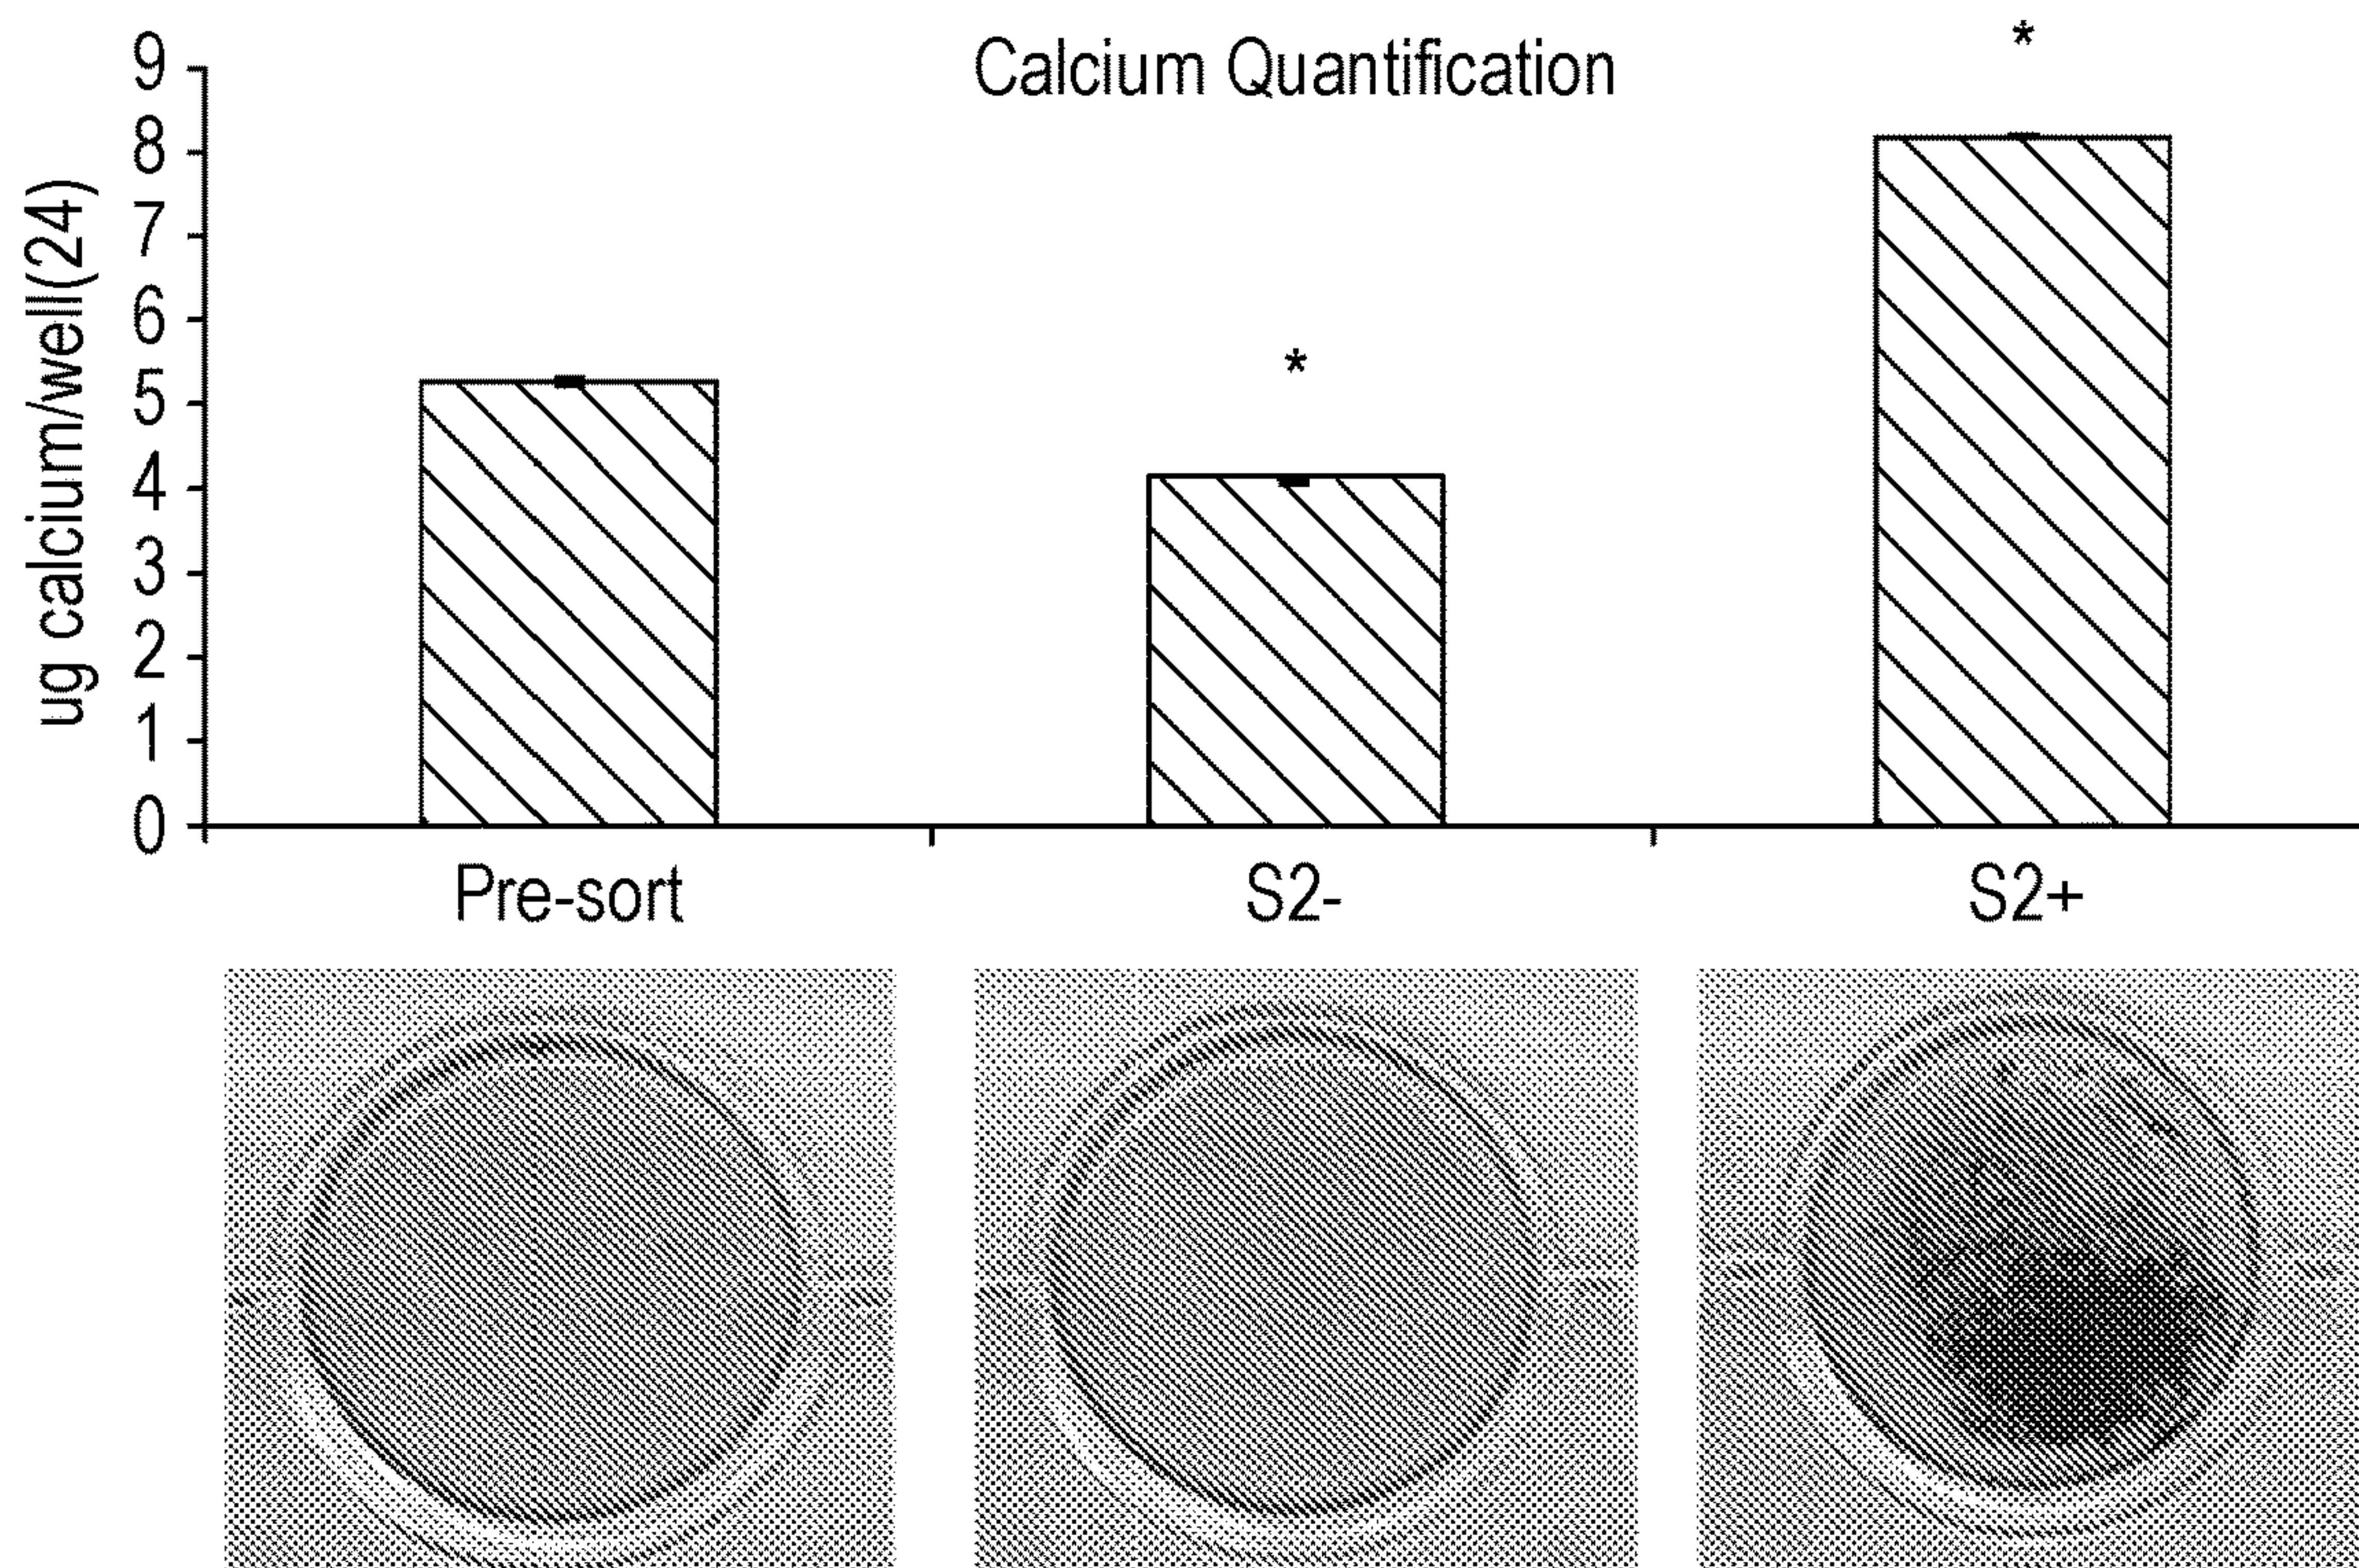 Calcium Quantification
*
*
ug calcium/well(24)
9
8
7
6
5
4
3
2
1
0
Pre-sort
S2-
S2+